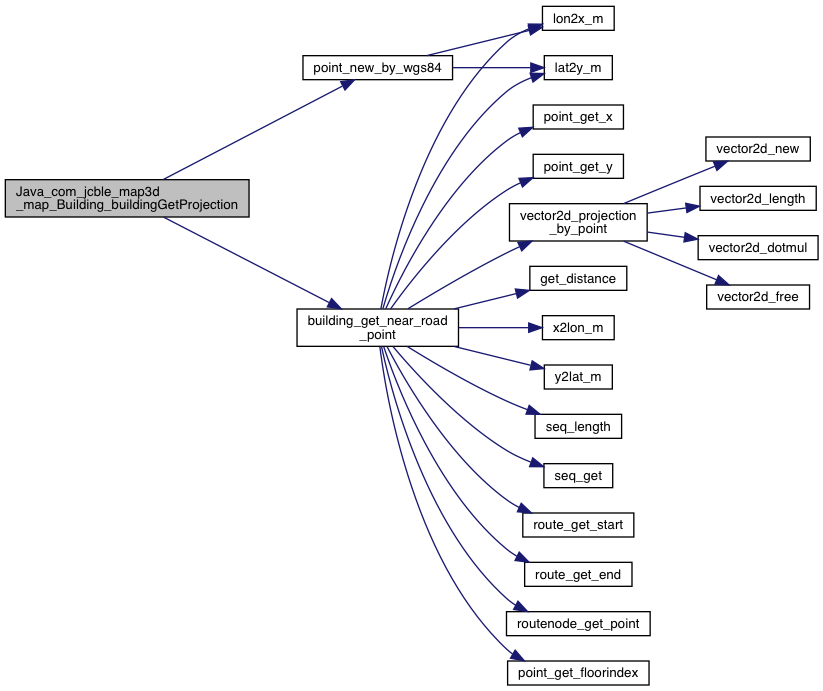 lon2x_m
point_new_by_wgs84
lat2y_m
point_get_x
vector2d_new
point_get_y
Java_com_jcble_map3d
_map_Building_buildingGetProjection
vector2d_length
vector2d_projection
_by_point
vector2d_dotmul
get_distance
vector2d_free
building_get_near_road
_point
x2lon_m
y2lat_m
seq_length
seq_get
route_get_start
route_get_end
routenode_get_point
point_get_floorindex